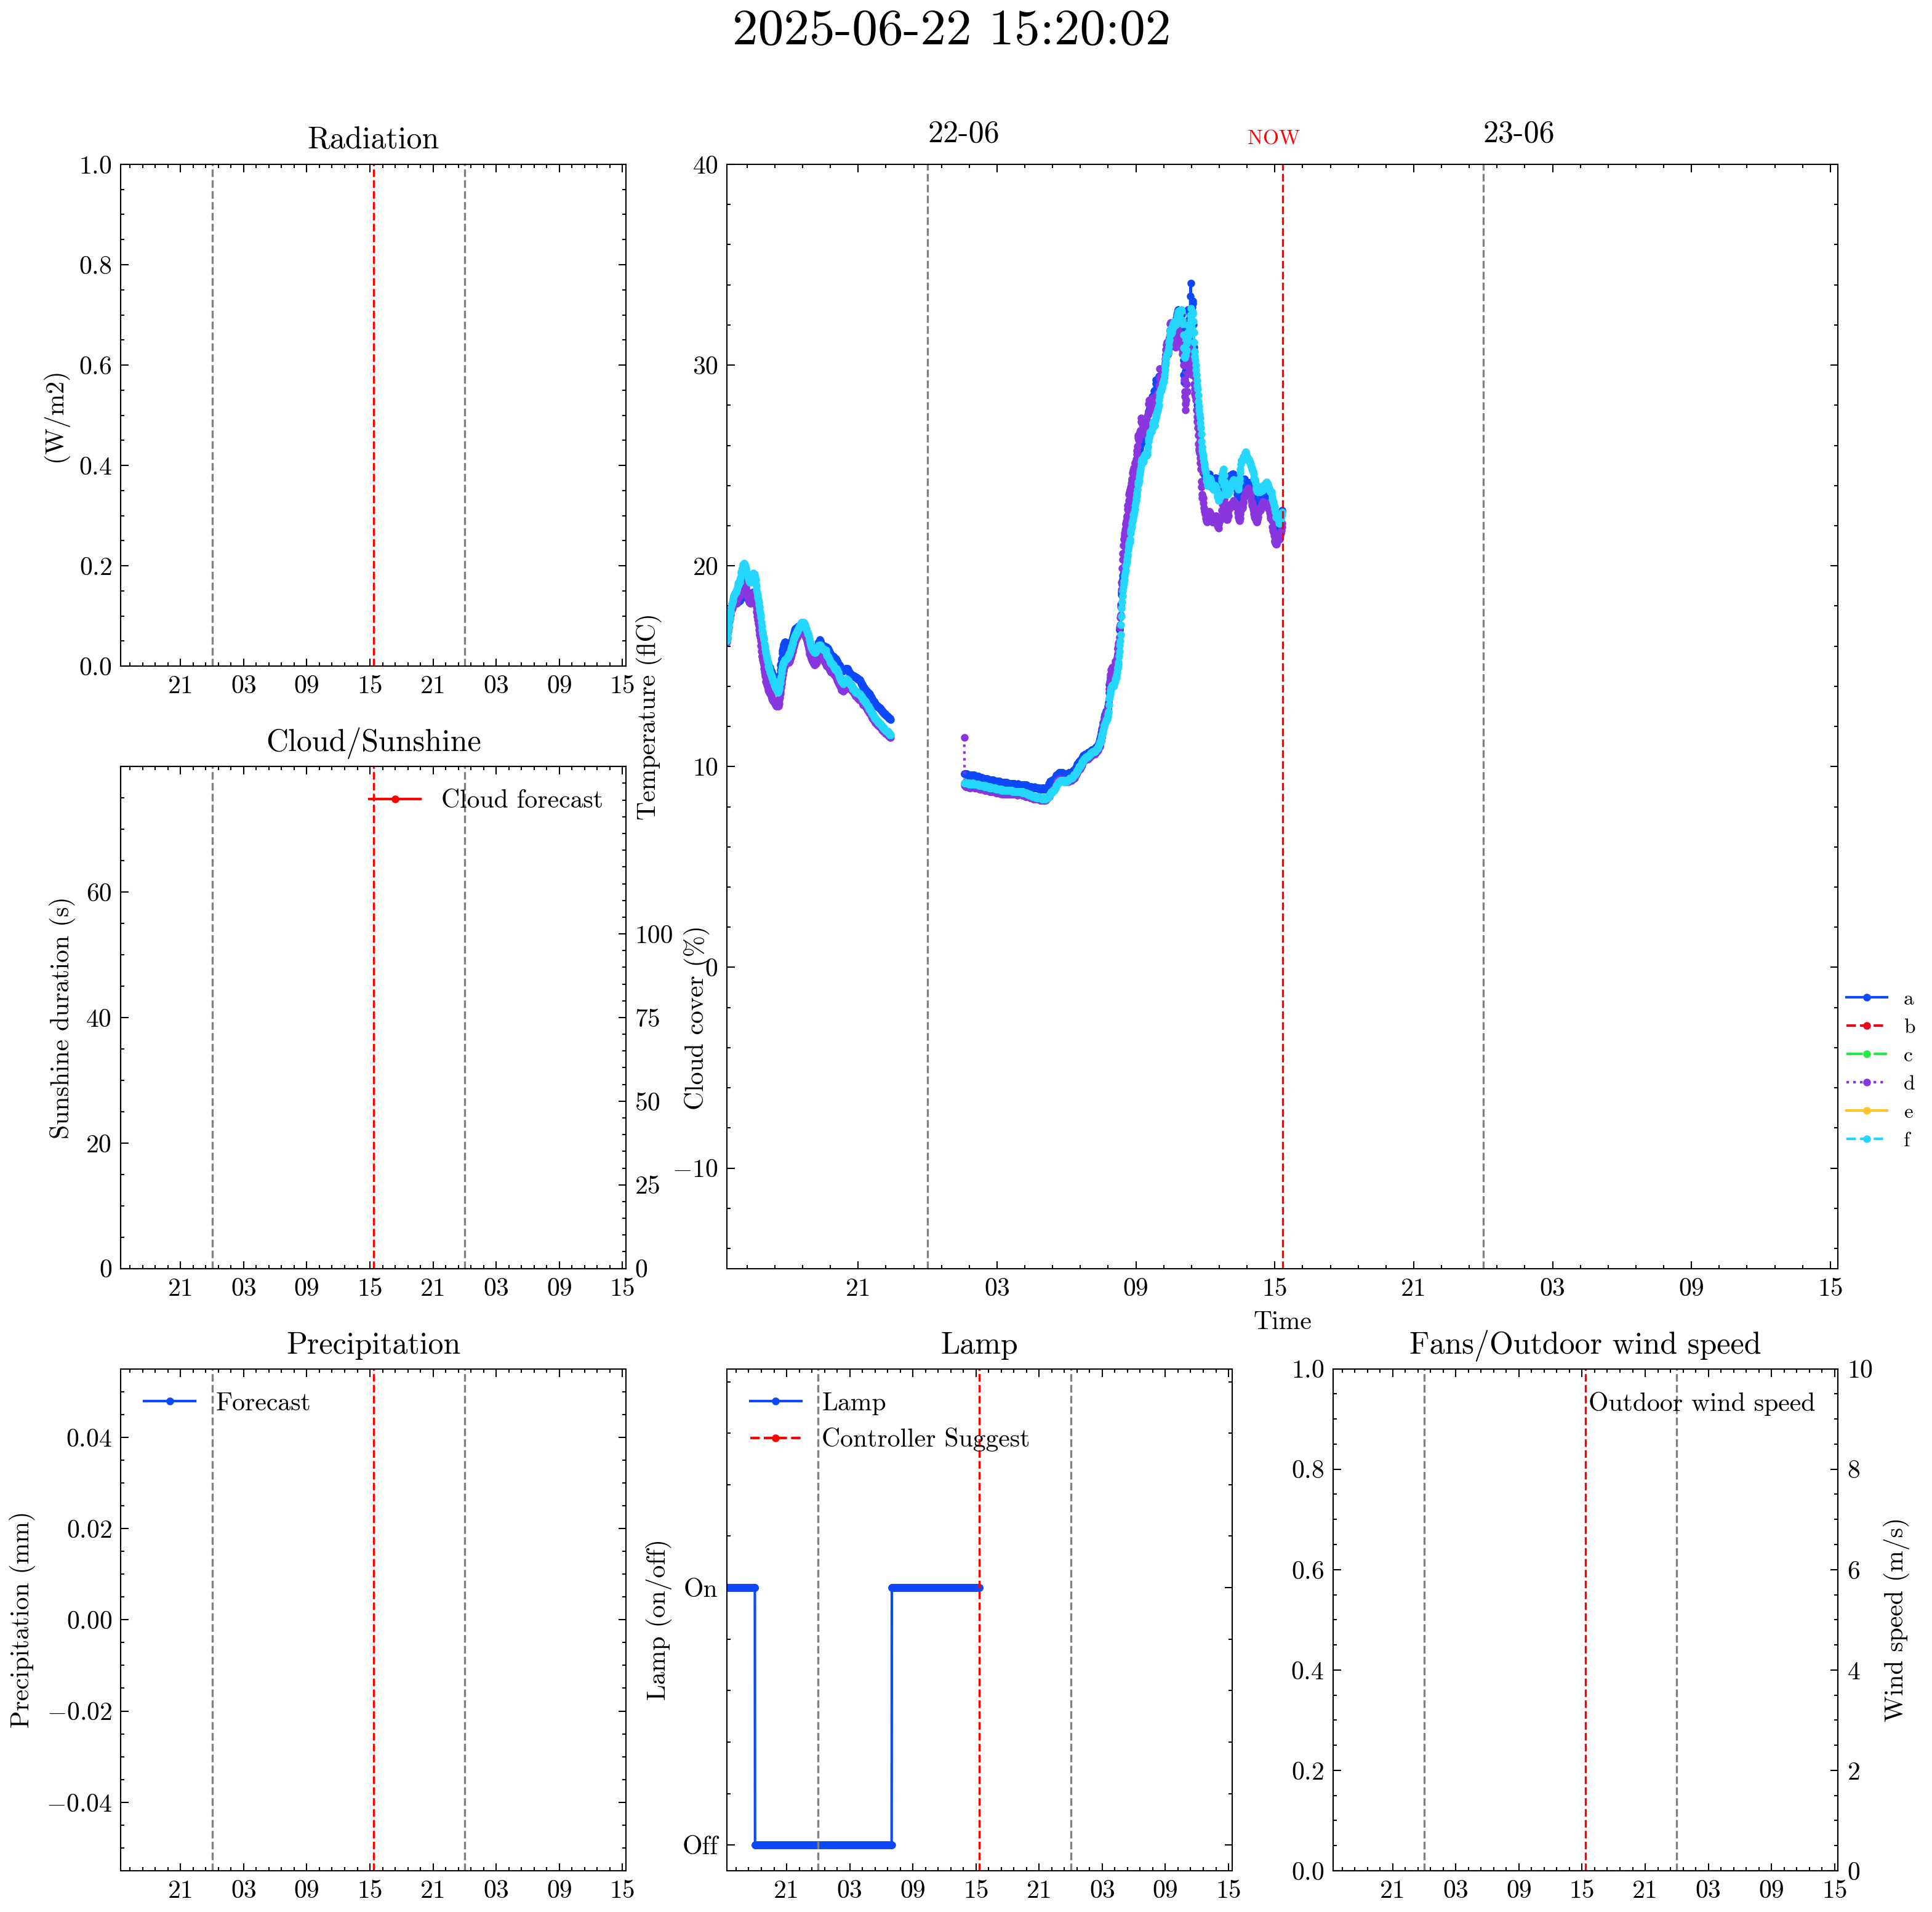 2025-06-22 15:20:02
Radiation
1.0
0.8
0.6
0.4
0.2
0.0
(W/m2)
21 03 09 15 21 03 09 15
22-06
NOW
23-06
40
30
20
10
0
−10
Temperature (flC)
21 03 09 15 21 03 09 15
Time
a
b
c
d
e
f
Cloud/Sunshine
Cloud forecast
60
40
20
0
Sunshine duration (s)
100
75
50
25
0
Cloud cover (%)
21 03 09 15 21 03 09 15
Precipitation
Forecast
0.04
0.02
0.00
−0.02
−0.04
Precipitation (mm)
21 03 09 15 21 03 09 15
Lamp
Lamp
Controller Suggest
On
Off
Lamp (on/off)
21 03 09 15 21 03 09 15
Fans/Outdoor wind speed
Outdoor wind speed
1.0
0.8
0.6
0.4
0.2
0.0
10
8
6
4
2
0
Wind speed (m/s)
21 03 09 15 21 03 09 15